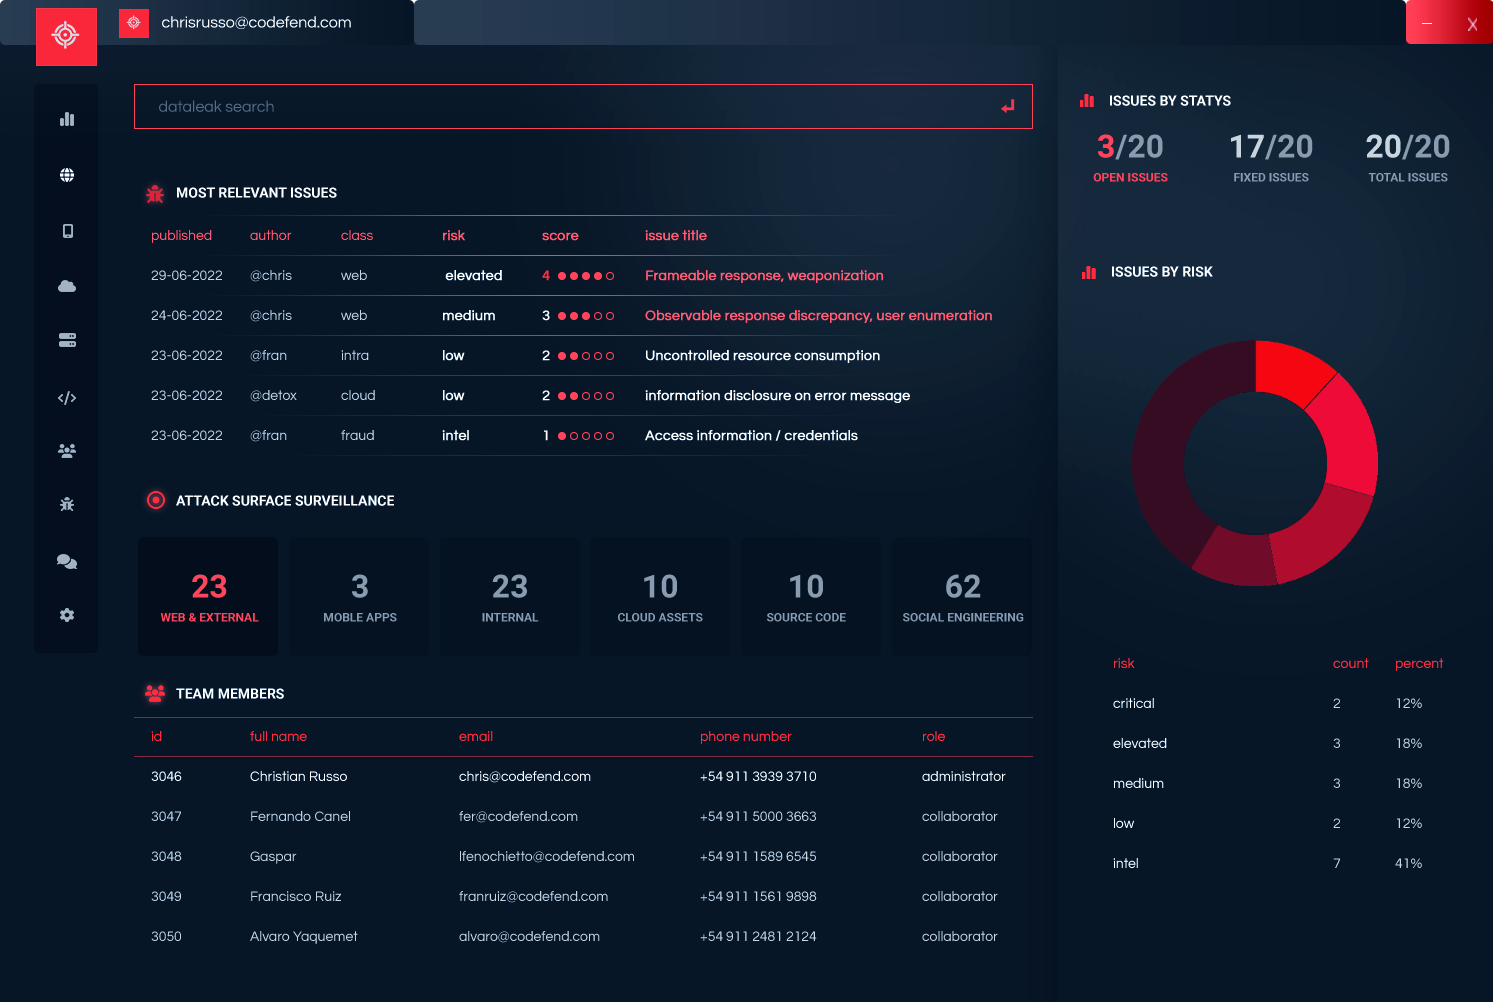 chrisrusso@codefend.com
dataleak search
MOST RELEVANT ISSUES
published author class risk score issue title
29-06-2022 @chris web elevated 4 Frameable response, weaponization
24-06-2022 @chris web medium 3 Observable response discrepancy, user enumeration
23-06-2022 @fran intra low 2 Uncontrolled resource consumption
23-06-2022 @detox cloud low 2 information disclosure on error message
23-06-2022 @fran fraud intel 1 Access information / credentials
ATTACK SURFACE SURVEILLANCE
23 3 23 10 10 62
WEB & EXTERNAL MOBLE APPS INTERNAL CLOUD ASSETS SOURCE CODE SOCIAL ENGINEERING
TEAM MEMBERS
id full name email phone number role
3046 Christian Russo chris@codefend.com +54 911 3939 3710 administrator
3047 Fernando Canel fer@codefend.com +54 911 5000 3663 collaborator
3048 Gaspar lfenochietto@codefend.com +54 911 1589 6545 collaborator
3049 Francisco Ruiz franruiz@codefend.com +54 911 1561 9898 collaborator
3050 Alvaro Yaquemet alvaro@codefend.com +54 911 2481 2124 collaborator
ISSUES BY STATYS
3/20 17/20 20/20
OPEN ISSUES FIXED ISSUES TOTAL ISSUES
ISSUES BY RISK
risk count percent
critical 2 12%
elevated 3 18%
medium 3 18%
low 2 12%
intel 7 41%